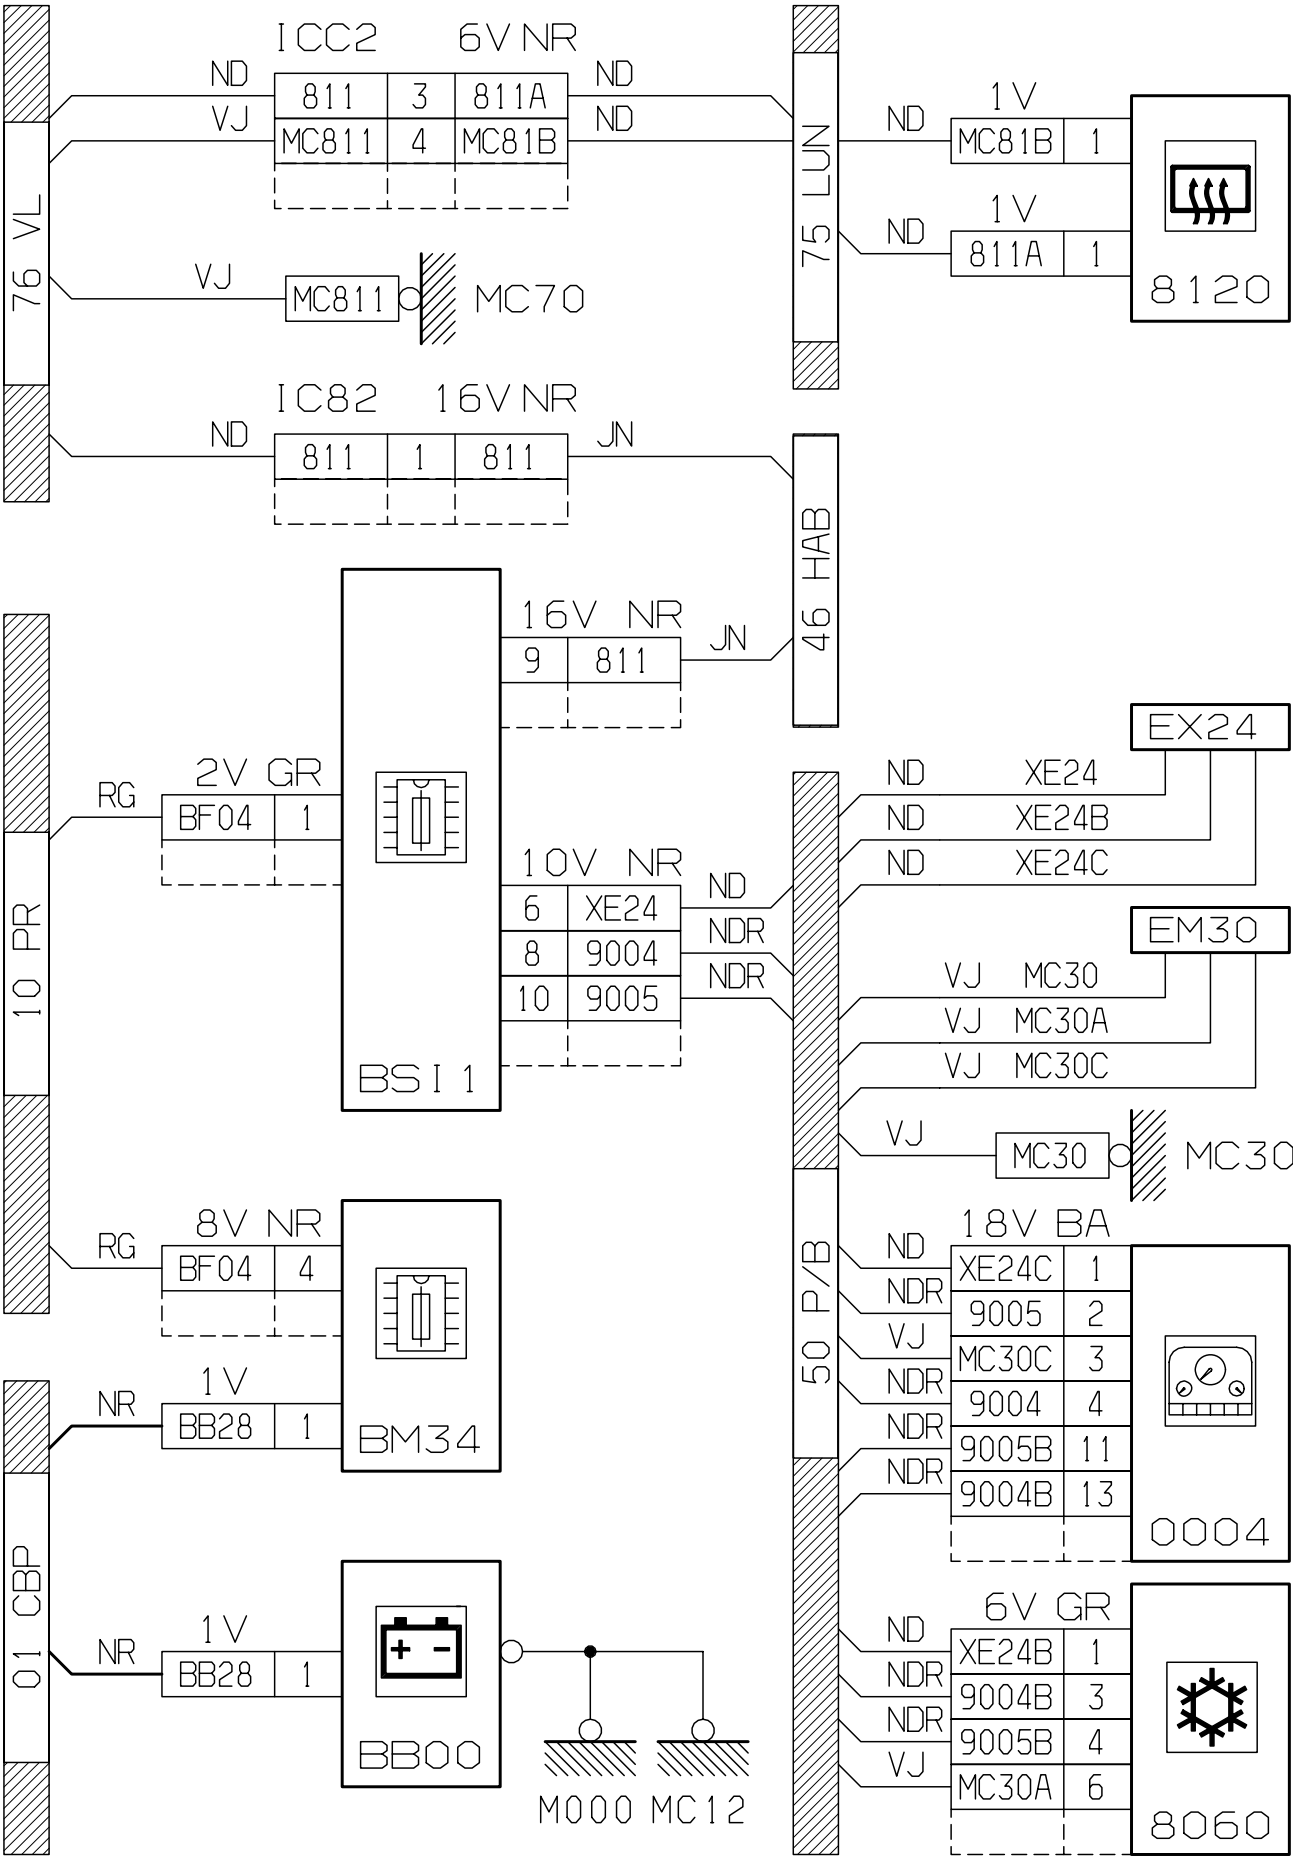 ICC2 6V NR
ND 811 3 811A ND
VJ MC811 4 MC81B ND
76 VL
VJ MC811 MC70
75 LUN
1V
ND MC81B 1
1V
ND 811A 1
8120
IC82 16V NR
ND 811 1 811 JN
46 HAB
16V NR
9 811 JN
10 PR
2V GR
RG BF04 1
10V NR
6 XE24 ND
8 9004 NDR
10 9005 NDR
BSI1
EX24
ND XE24
ND XE24B
ND XE24C
EM30
VJ MC30
VJ MC30A
VJ MC30C
VJ MC30 MC30
8V NR
RG BF04 4
1V
NR BB28 1
BM34
50 P/B
18V BA
ND XE24C 1
NDR 9005 2
VJ MC30C 3
NDR 9004 4
NDR 9005B 11
NDR 9004B 13
0004
01 CBP
1V
NR BB28 1
+ −
BB00
M000 MC12
6V GR
ND XE24B 1
NDR 9004B 3
NDR 9005B 4
VJ MC30A 6
8060